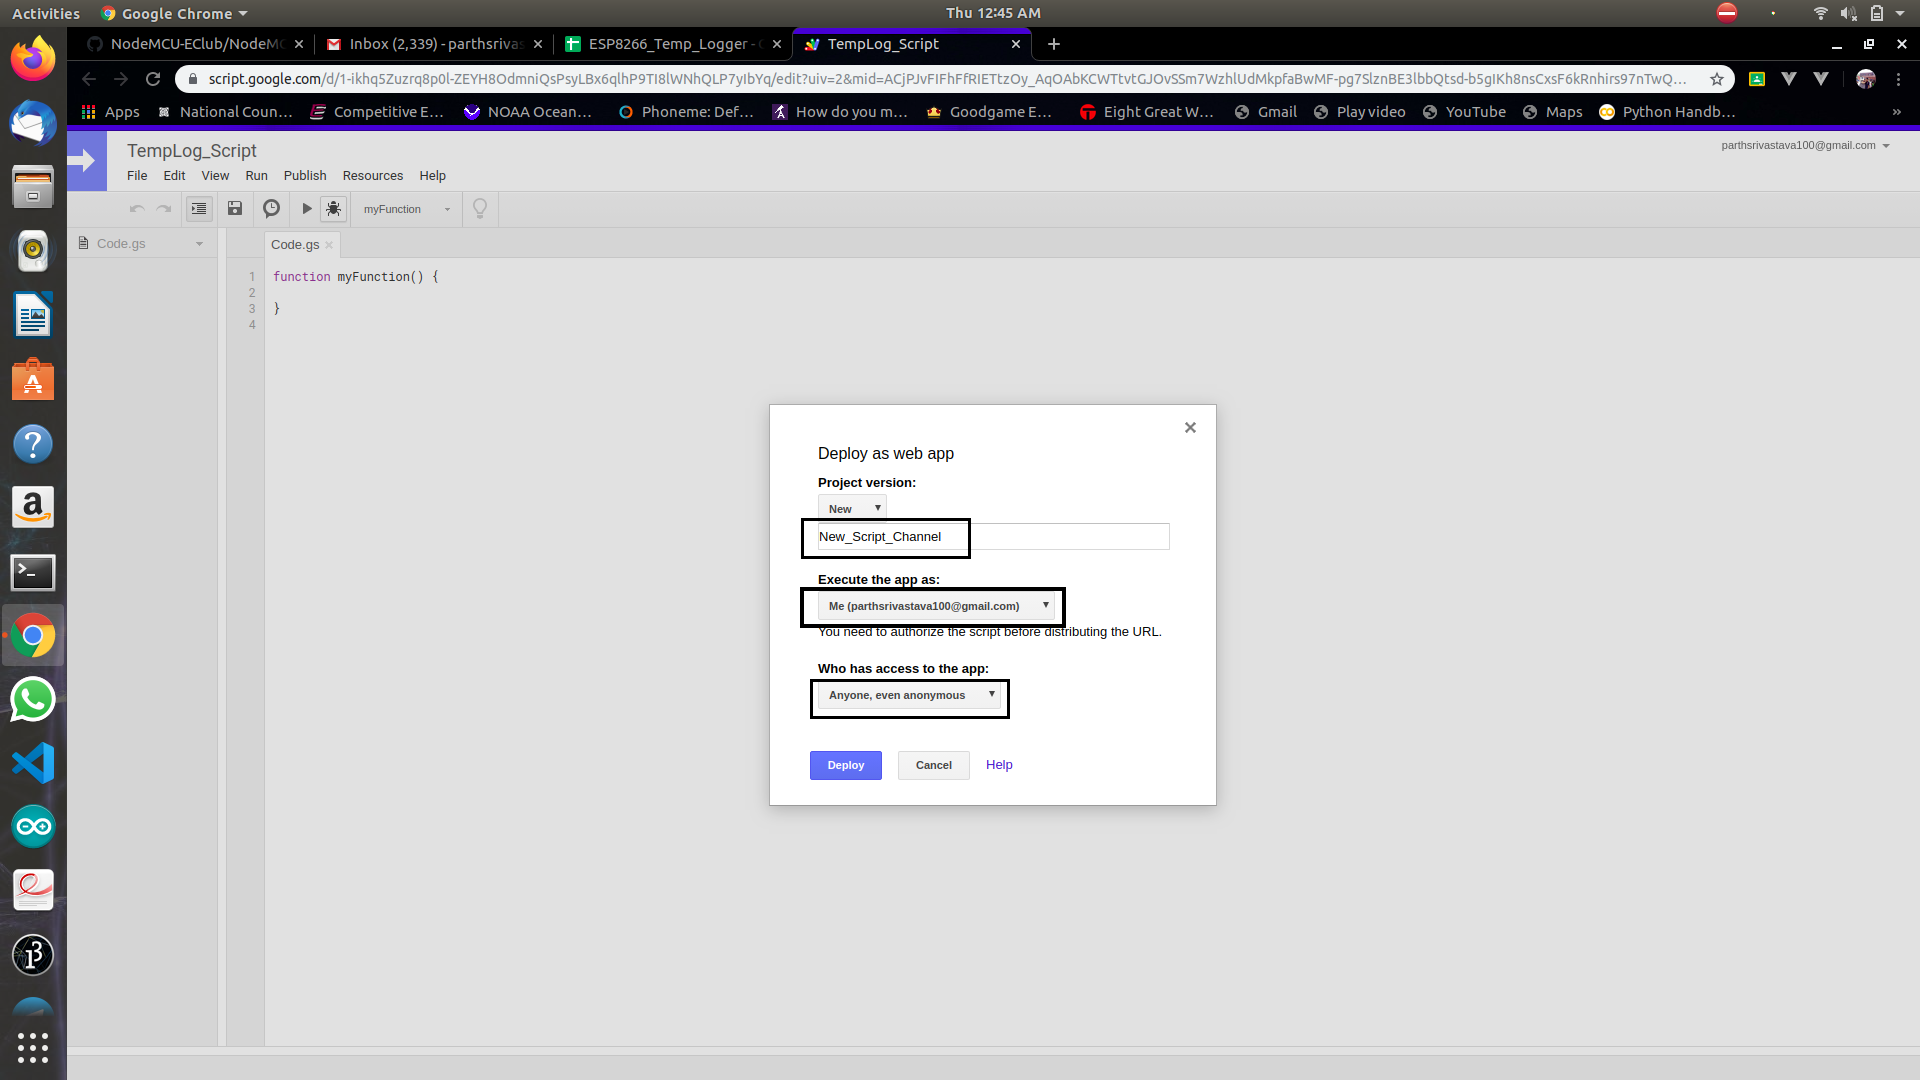 Activities Google Chrome Thu 12:45 AM
NodeMCU-EClub/NodeMC Inbox (2,339) - parthsrivas ESP8266_Temp_Logger - TempLog_Script
script.google.com/d/1-ikhq5Zuzrq8p0l-ZEYH8OdmniQsPsyLBx6qlhP9TI8lWNhQLP7yIbYq/edit?uiv=2&mid=ACjPJvFIFhFfRIETtzOy_AqOAbKCWTtvtGJOvSSm7WzhlUdMkpfaBwMF-pg7SlznBE3lbbQtsd-b5gIKh8nsCxsF6kRnhirs97nTwQ...
Apps National Coun... Competitive E... NOAA Ocean... Phoneme: Def... How do you m... Goodgame E... Eight Great W... Gmail Play video YouTube Maps Python Handb... »
TempLog_Script
parthsrivastava100@gmail.com
File Edit View Run Publish Resources Help
myFunction
Code.gs
Code.gs
1 function myFunction() {
2
3 }
4
Deploy as web app
Project version:
New
New_Script_Channel
Execute the app as:
Me (parthsrivastava100@gmail.com)
You need to authorize the script before distributing the URL.
Who has access to the app:
Anyone, even anonymous
Deploy Cancel Help